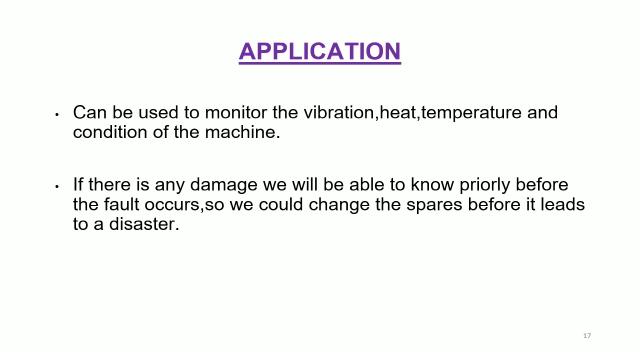 APPLICATION
• Can be used to monitor the vibration,heat,temperature and
condition of the machine.
• If there is any damage we will be able to know priorly before
the fault occurs,so we could change the spares before it leads
to a disaster.
17